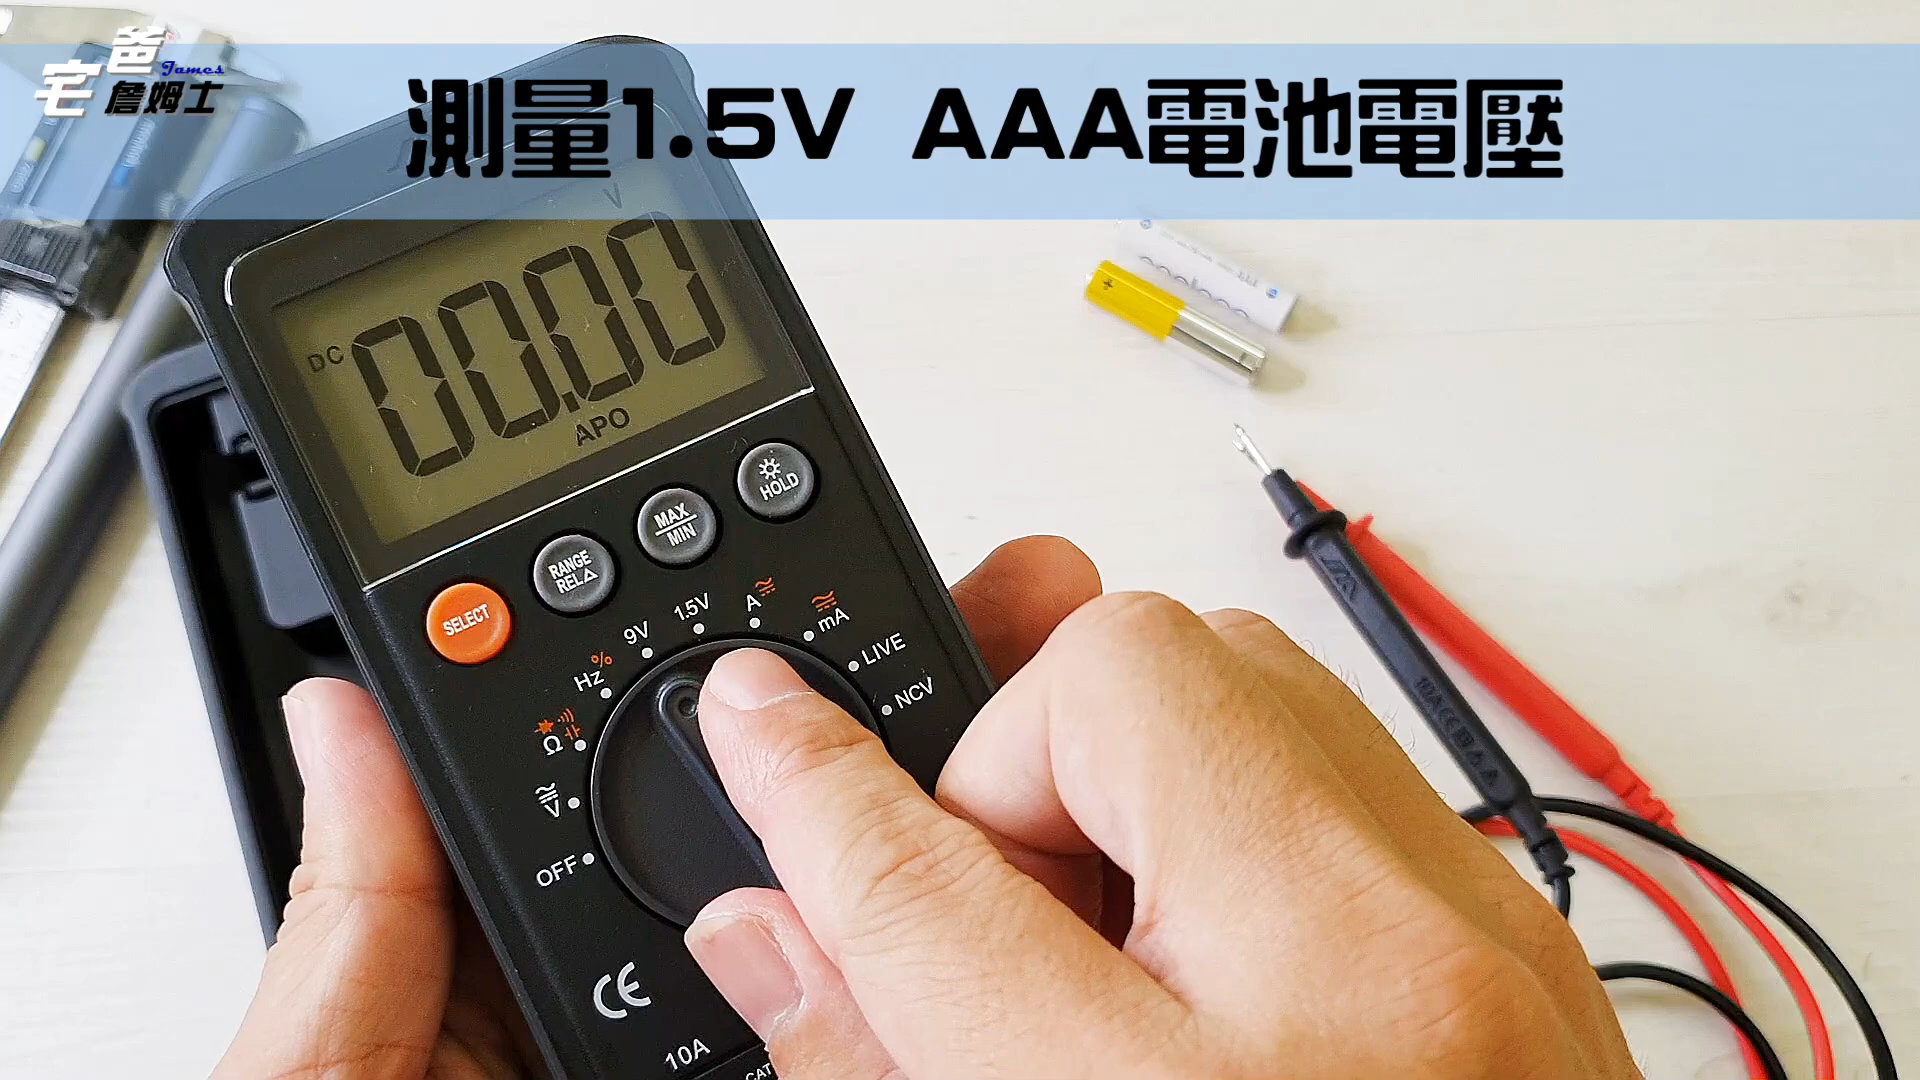 宅爸
James
詹姆士
測量1.5V AAA電池電壓
V
DC
00.00
APO
HOLD
MAX
MIN
RANGE
REL△
SELECT
1.5V
A
mA
9V
LIVE
%
Hz
NCV
Ω
V
OFF
CE
10A
CAT
+